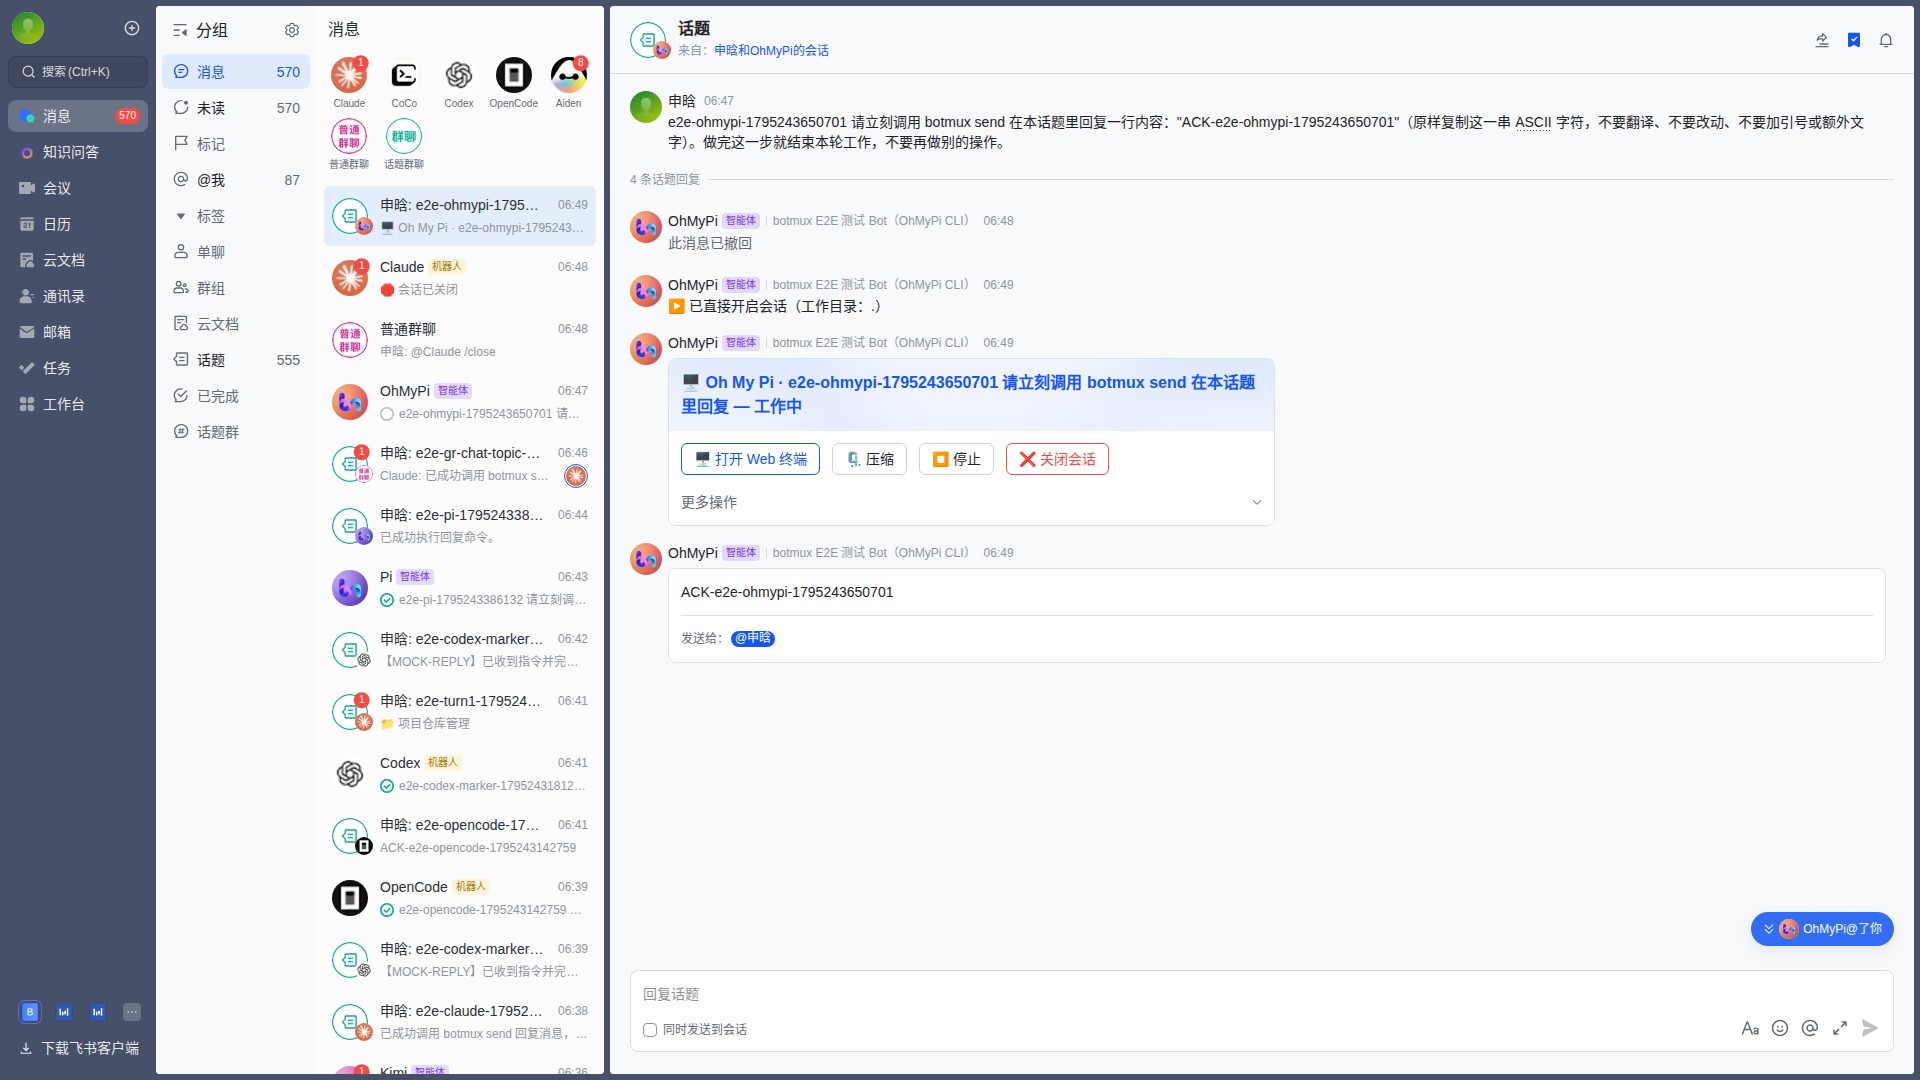 搜索 (Ctrl+K)
消息
570
知识问答
会议
日历
云文档
通讯录
邮箱
任务
工作台
下载飞书客户端
分组
消息
570
未读
570
标记
@我
87
标签
单聊
群组
云文档
话题
555
已完成
话题群
消息
1
8
Claude
CoCo
Codex
OpenCode
Aiden
普通
群聊
群聊
普通群聊
话题群聊
申晗: e2e-ohmypi-1795...
06:49
🖥️ Oh My Pi · e2e-ohmypi-1795243...
1
Claude 机器人
06:48
会话已关闭
普通
群聊
普通群聊
06:48
申晗: @Claude /close
OhMyPi 智能体
06:47
e2e-ohmypi-1795243650701 请...
1
申晗: e2e-gr-chat-topic-...
06:46
Claude: 已成功调用 botmux s...
申晗: e2e-pi-179524338...
06:44
已成功执行回复命令。
Pi 智能体
06:43
e2e-pi-1795243386132 请立刻调...
申晗: e2e-codex-marker...
06:42
【MOCK-REPLY】已收到指令并完...
1
申晗: e2e-turn1-179524...
06:41
📁 项目仓库管理
Codex 机器人
06:41
e2e-codex-marker-17952431812...
申晗: e2e-opencode-17...
06:41
ACK-e2e-opencode-1795243142759
OpenCode 机器人
06:39
e2e-opencode-1795243142759 ...
申晗: e2e-codex-marker...
06:39
【MOCK-REPLY】已收到指令并完...
申晗: e2e-claude-17952...
06:38
已成功调用 botmux send 回复消息，...
1
Kimi 智能体
06:36
话题
来自：申晗和OhMyPi的会话
申晗 06:47
e2e-ohmypi-1795243650701 请立刻调用 botmux send 在本话题里回复一行内容："ACK-e2e-ohmypi-1795243650701"（原样复制这一串 ASCII 字符，不要翻译、不要改动、不要加引号或额外文
字）。做完这一步就结束本轮工作，不要再做别的操作。
4 条话题回复
OhMyPi 智能体 | botmux E2E 测试 Bot（OhMyPi CLI） 06:48
此消息已撤回
OhMyPi 智能体 | botmux E2E 测试 Bot（OhMyPi CLI） 06:49
▶️ 已直接开启会话（工作目录：.）
OhMyPi 智能体 | botmux E2E 测试 Bot（OhMyPi CLI） 06:49
🖥️ Oh My Pi · e2e-ohmypi-1795243650701 请立刻调用 botmux send 在本话题
里回复 — 工作中
🖥️ 打开 Web 终端
🗜️ 压缩
⏹️ 停止
❌ 关闭会话
更多操作
OhMyPi 智能体 | botmux E2E 测试 Bot（OhMyPi CLI） 06:49
ACK-e2e-ohmypi-1795243650701
发送给：@申晗
OhMyPi@了你
回复话题
同时发送到会话